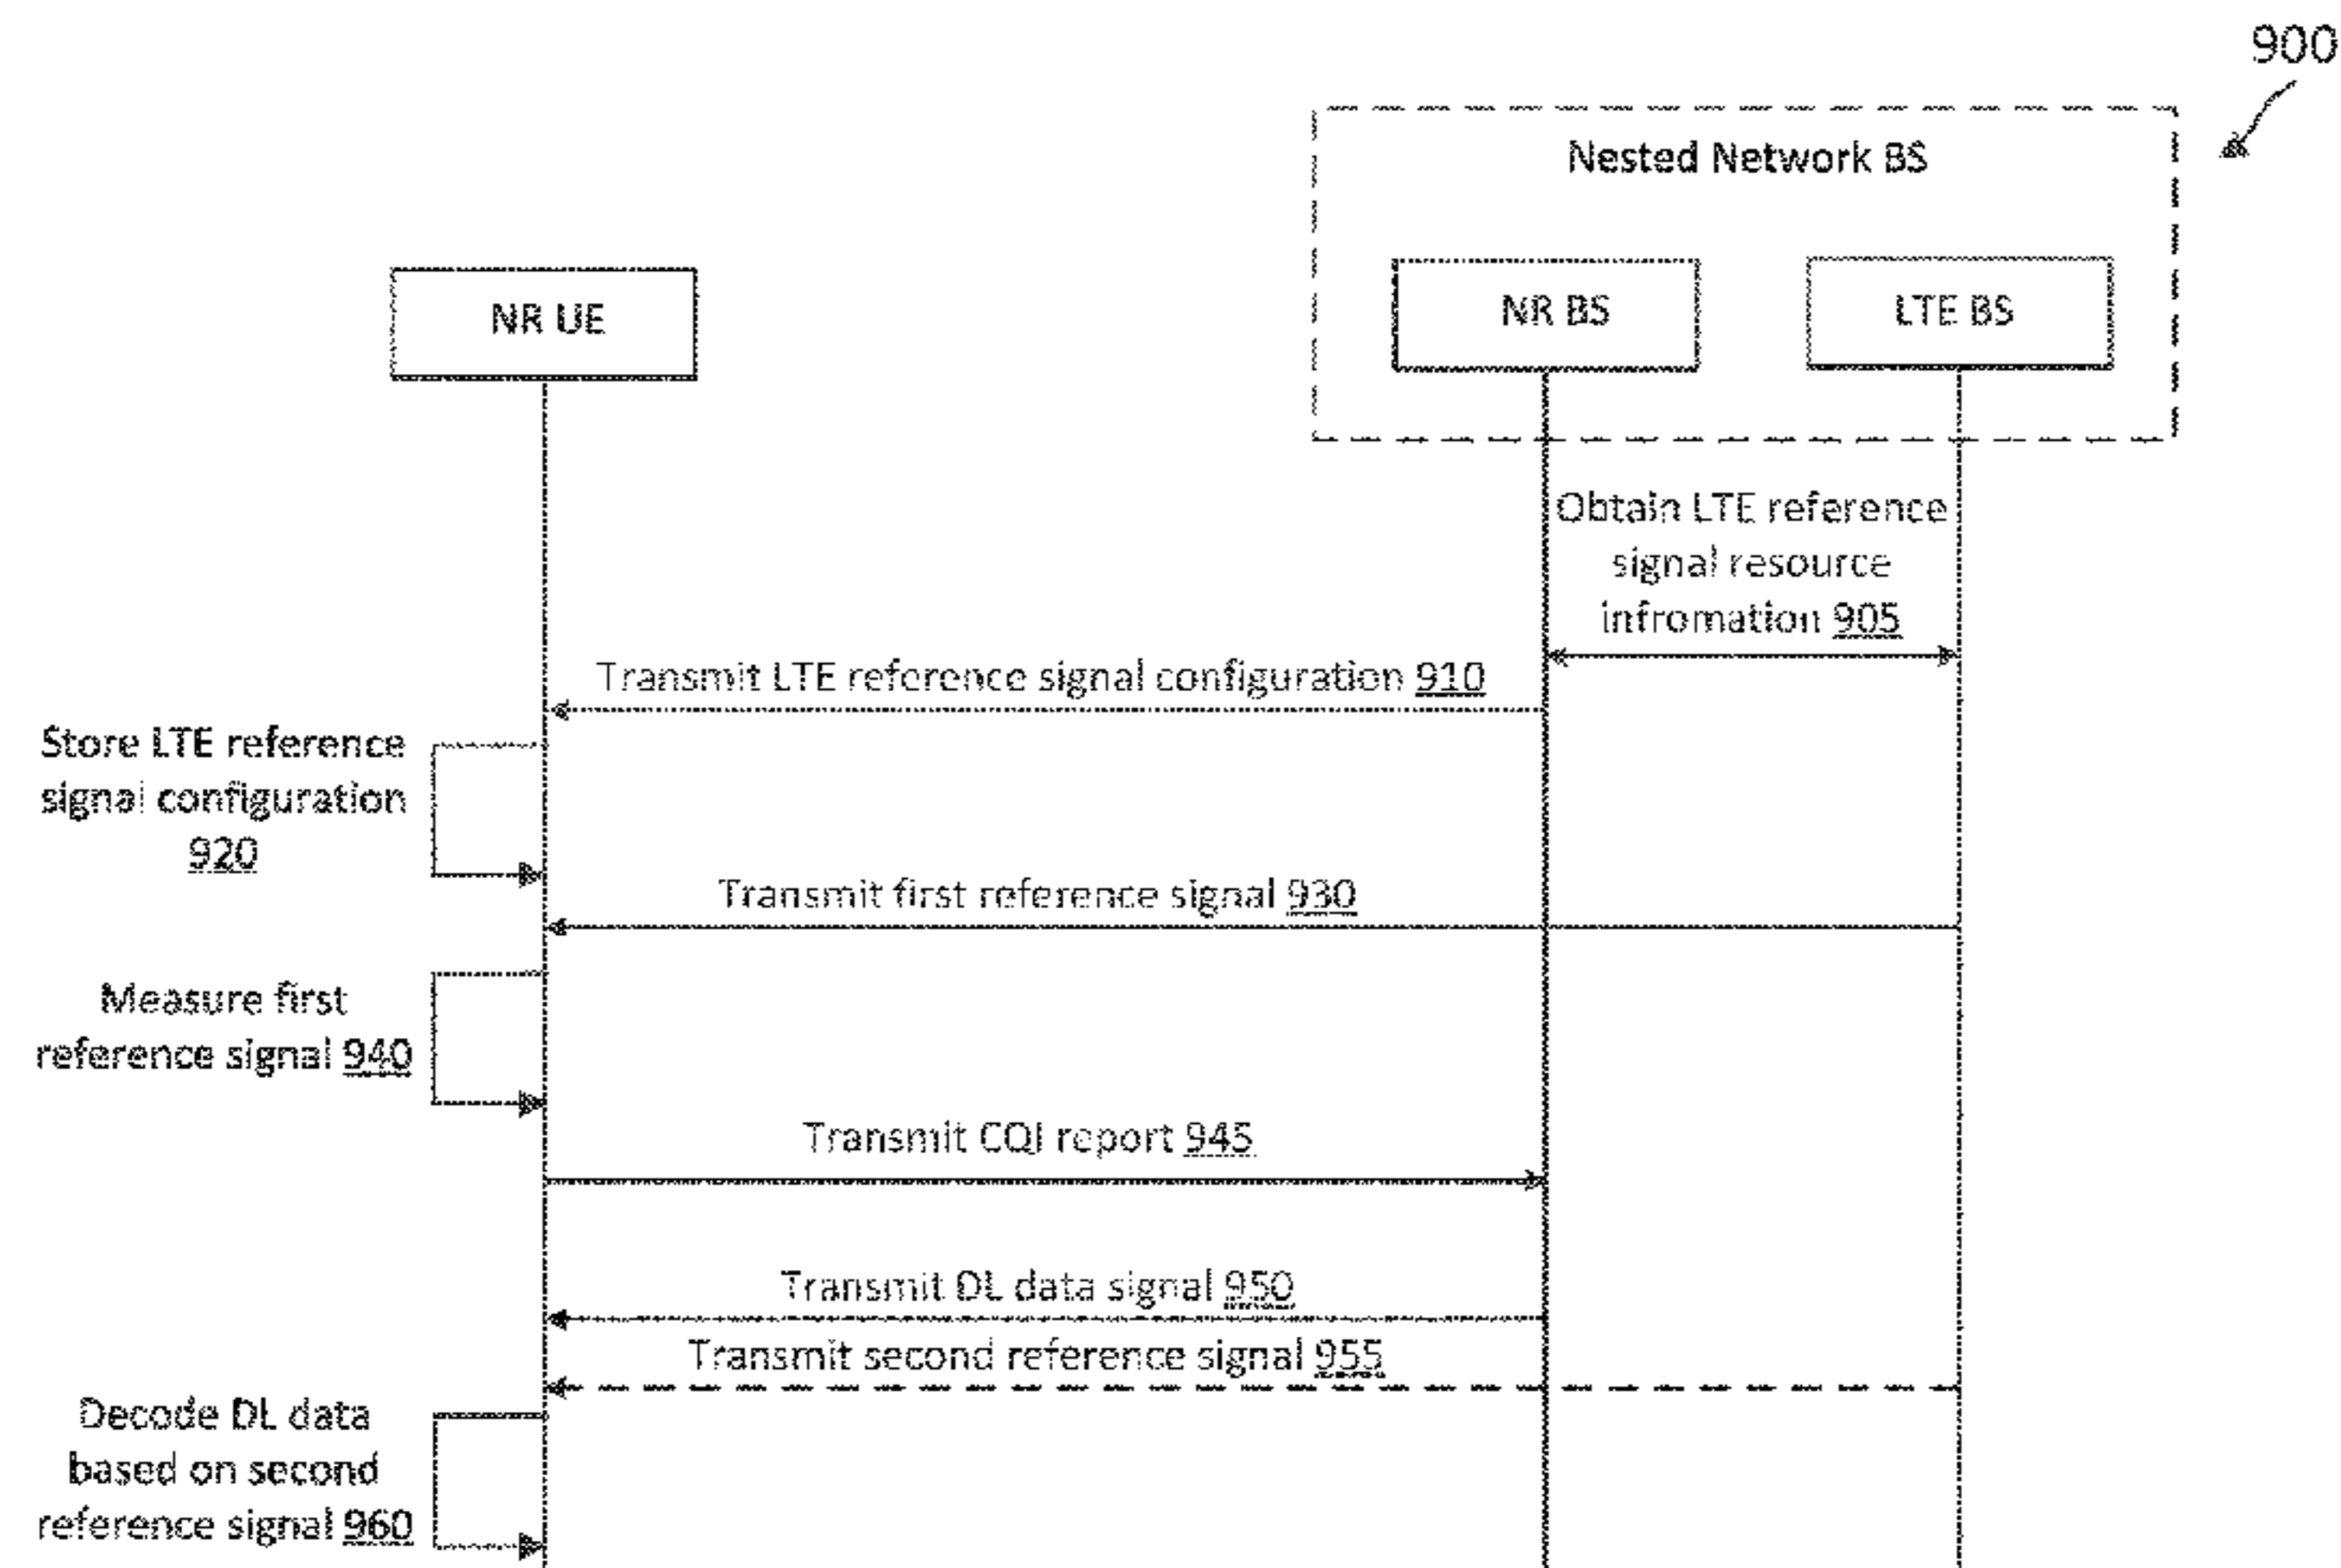 900
Nested Network BS
NR UE
NR BS
LTE BS
Obtain LTE reference
signal resource
infromation 905
Transmit LTE reference signal configuration 910
Store LTE reference
signal configuration
920
Transmit first reference signal 930
Measure first
reference signal 940
Transmit CQI report 945
Transmit DL data signal 950
Transmit second reference signal 955
Decode DL data
based on second
reference signal 960